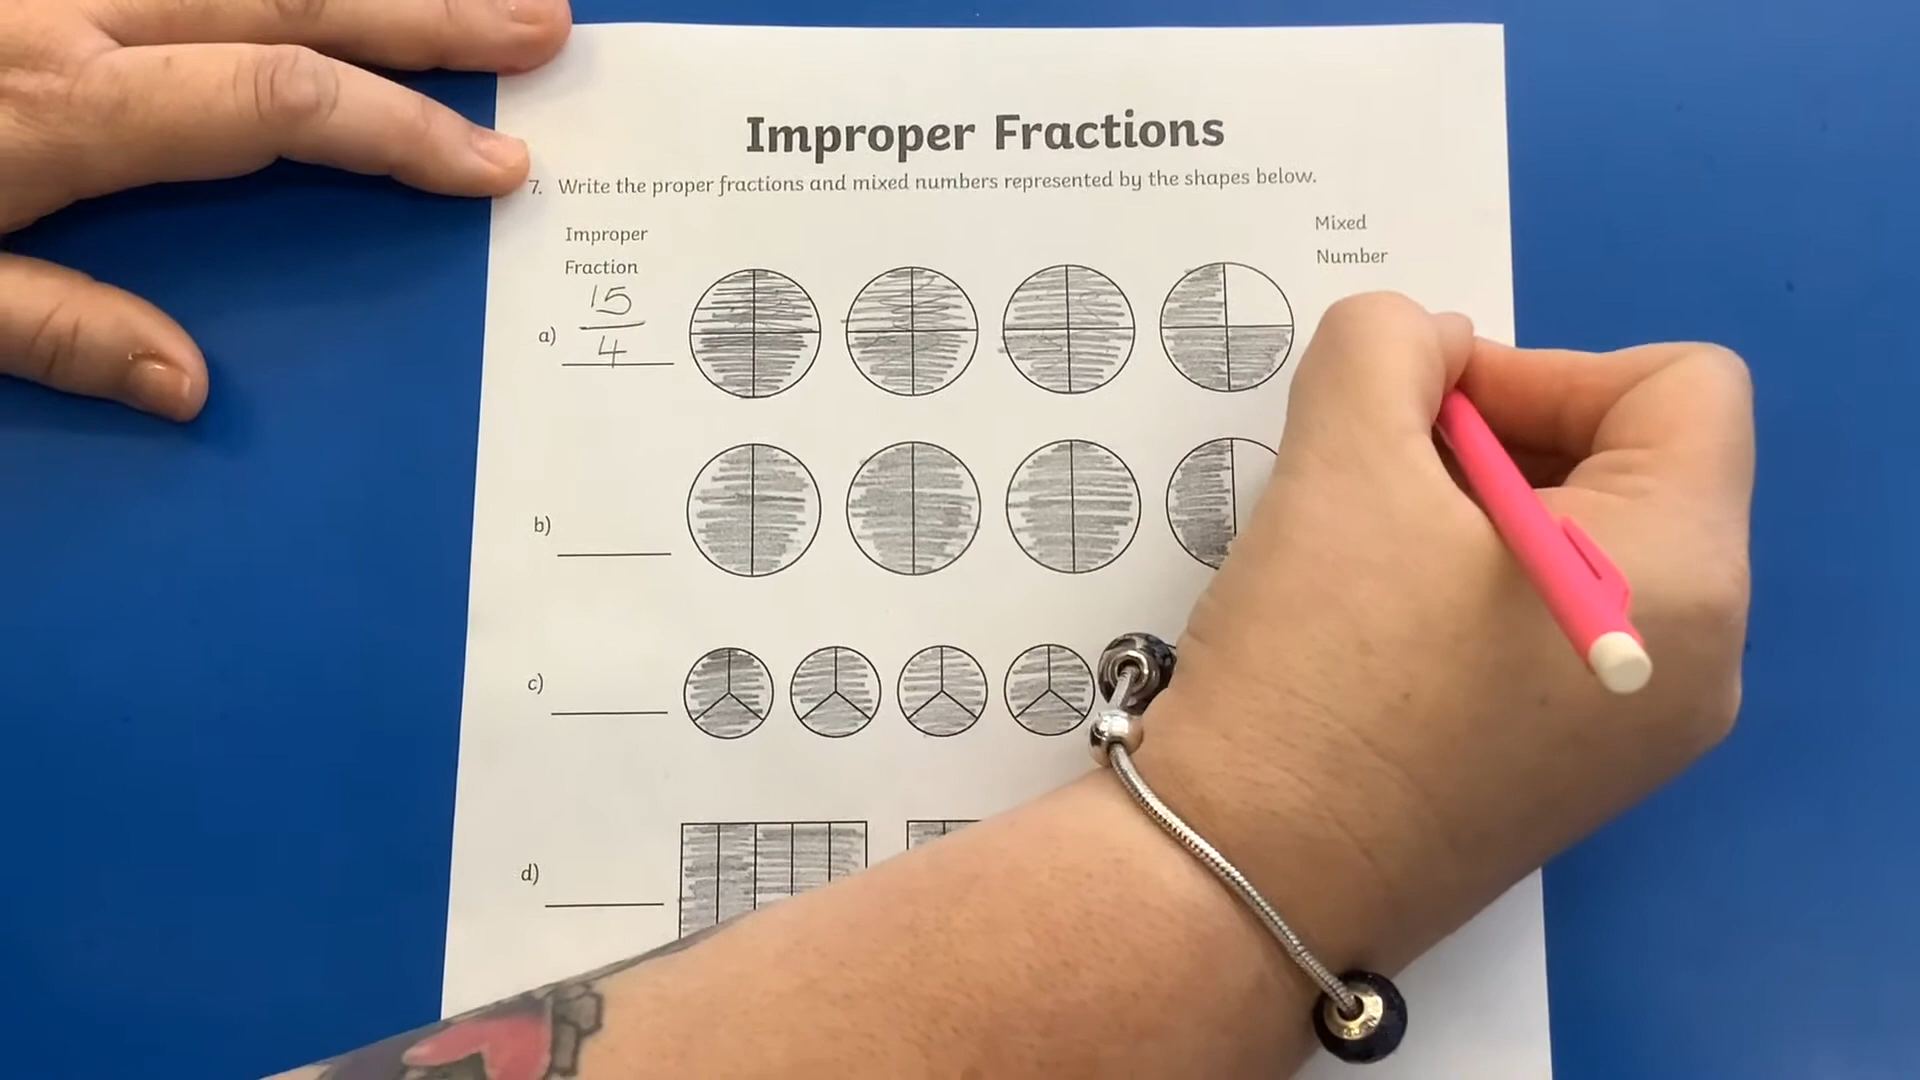 Improper Fractions
7. Write the proper fractions and mixed numbers represented by the shapes below.
Improper
Fraction
Mixed
Number
15
a)
4
b)
c)
d)